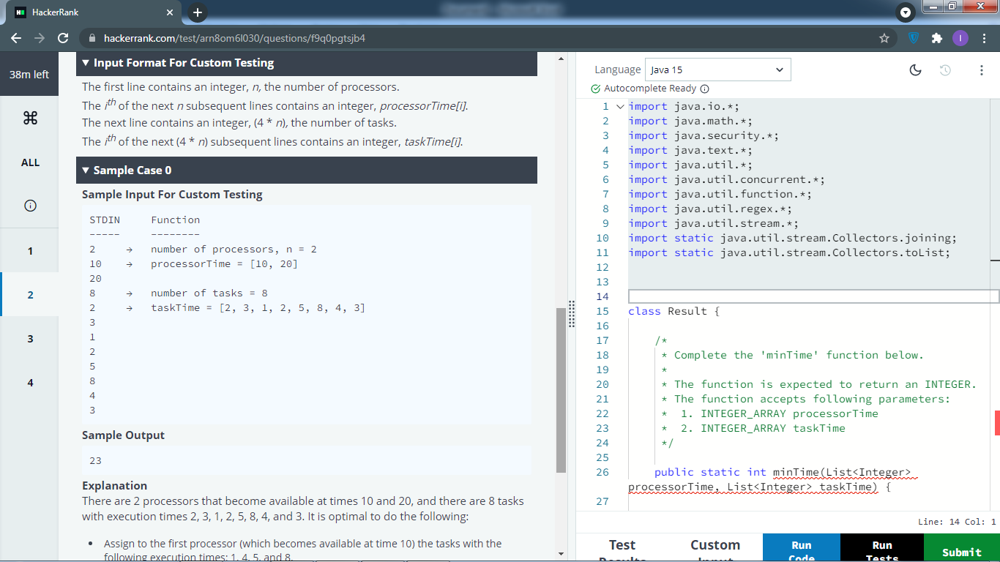 HackerRank
hackerrank.com/test/arn8om6l030/questions/f9q0pgtsjb4
I
38m left
ALL
1
2
3
4
Input Format For Custom Testing
The first line contains an integer, n, the number of processors.
The ith of the next n subsequent lines contains an integer, processorTime[i].
The next line contains an integer, (4 * n), the number of tasks.
The ith of the next (4 * n) subsequent lines contains an integer, taskTime[i].
Sample Case 0
Sample Input For Custom Testing
STDIN Function
----- --------
2 → number of processors, n = 2
10 → processorTime = [10, 20]
20
8 → number of tasks = 8
2 → taskTime = [2, 3, 1, 2, 5, 8, 4, 3]
3
1
2
5
8
4
3
Sample Output
23
Explanation
There are 2 processors that become available at times 10 and 20, and there are 8 tasks
with execution times 2, 3, 1, 2, 5, 8, 4, and 3. It is optimal to do the following:
• Assign to the first processor (which becomes available at time 10) the tasks with the
following execution times: 1, 4, 5, and 8.
Language Java 15
Autocomplete Ready
1 import java.io.*;
2 import java.math.*;
3 import java.security.*;
4 import java.text.*;
5 import java.util.*;
6 import java.util.concurrent.*;
7 import java.util.function.*;
8 import java.util.regex.*;
9 import java.util.stream.*;
10 import static java.util.stream.Collectors.joining;
11 import static java.util.stream.Collectors.toList;
12
13
14
15 class Result {
16
17 /*
18 * Complete the 'minTime' function below.
19 *
20 * The function is expected to return an INTEGER.
21 * The function accepts following parameters:
22 * 1. INTEGER_ARRAY processorTime
23 * 2. INTEGER_ARRAY taskTime
24 */
25
26 public static int minTime(List<Integer>
processorTime, List<Integer> taskTime) {
27
Line: 14 Col: 1
Test
Results
Custom
Input
Run
Code
Run
Tests
Submit